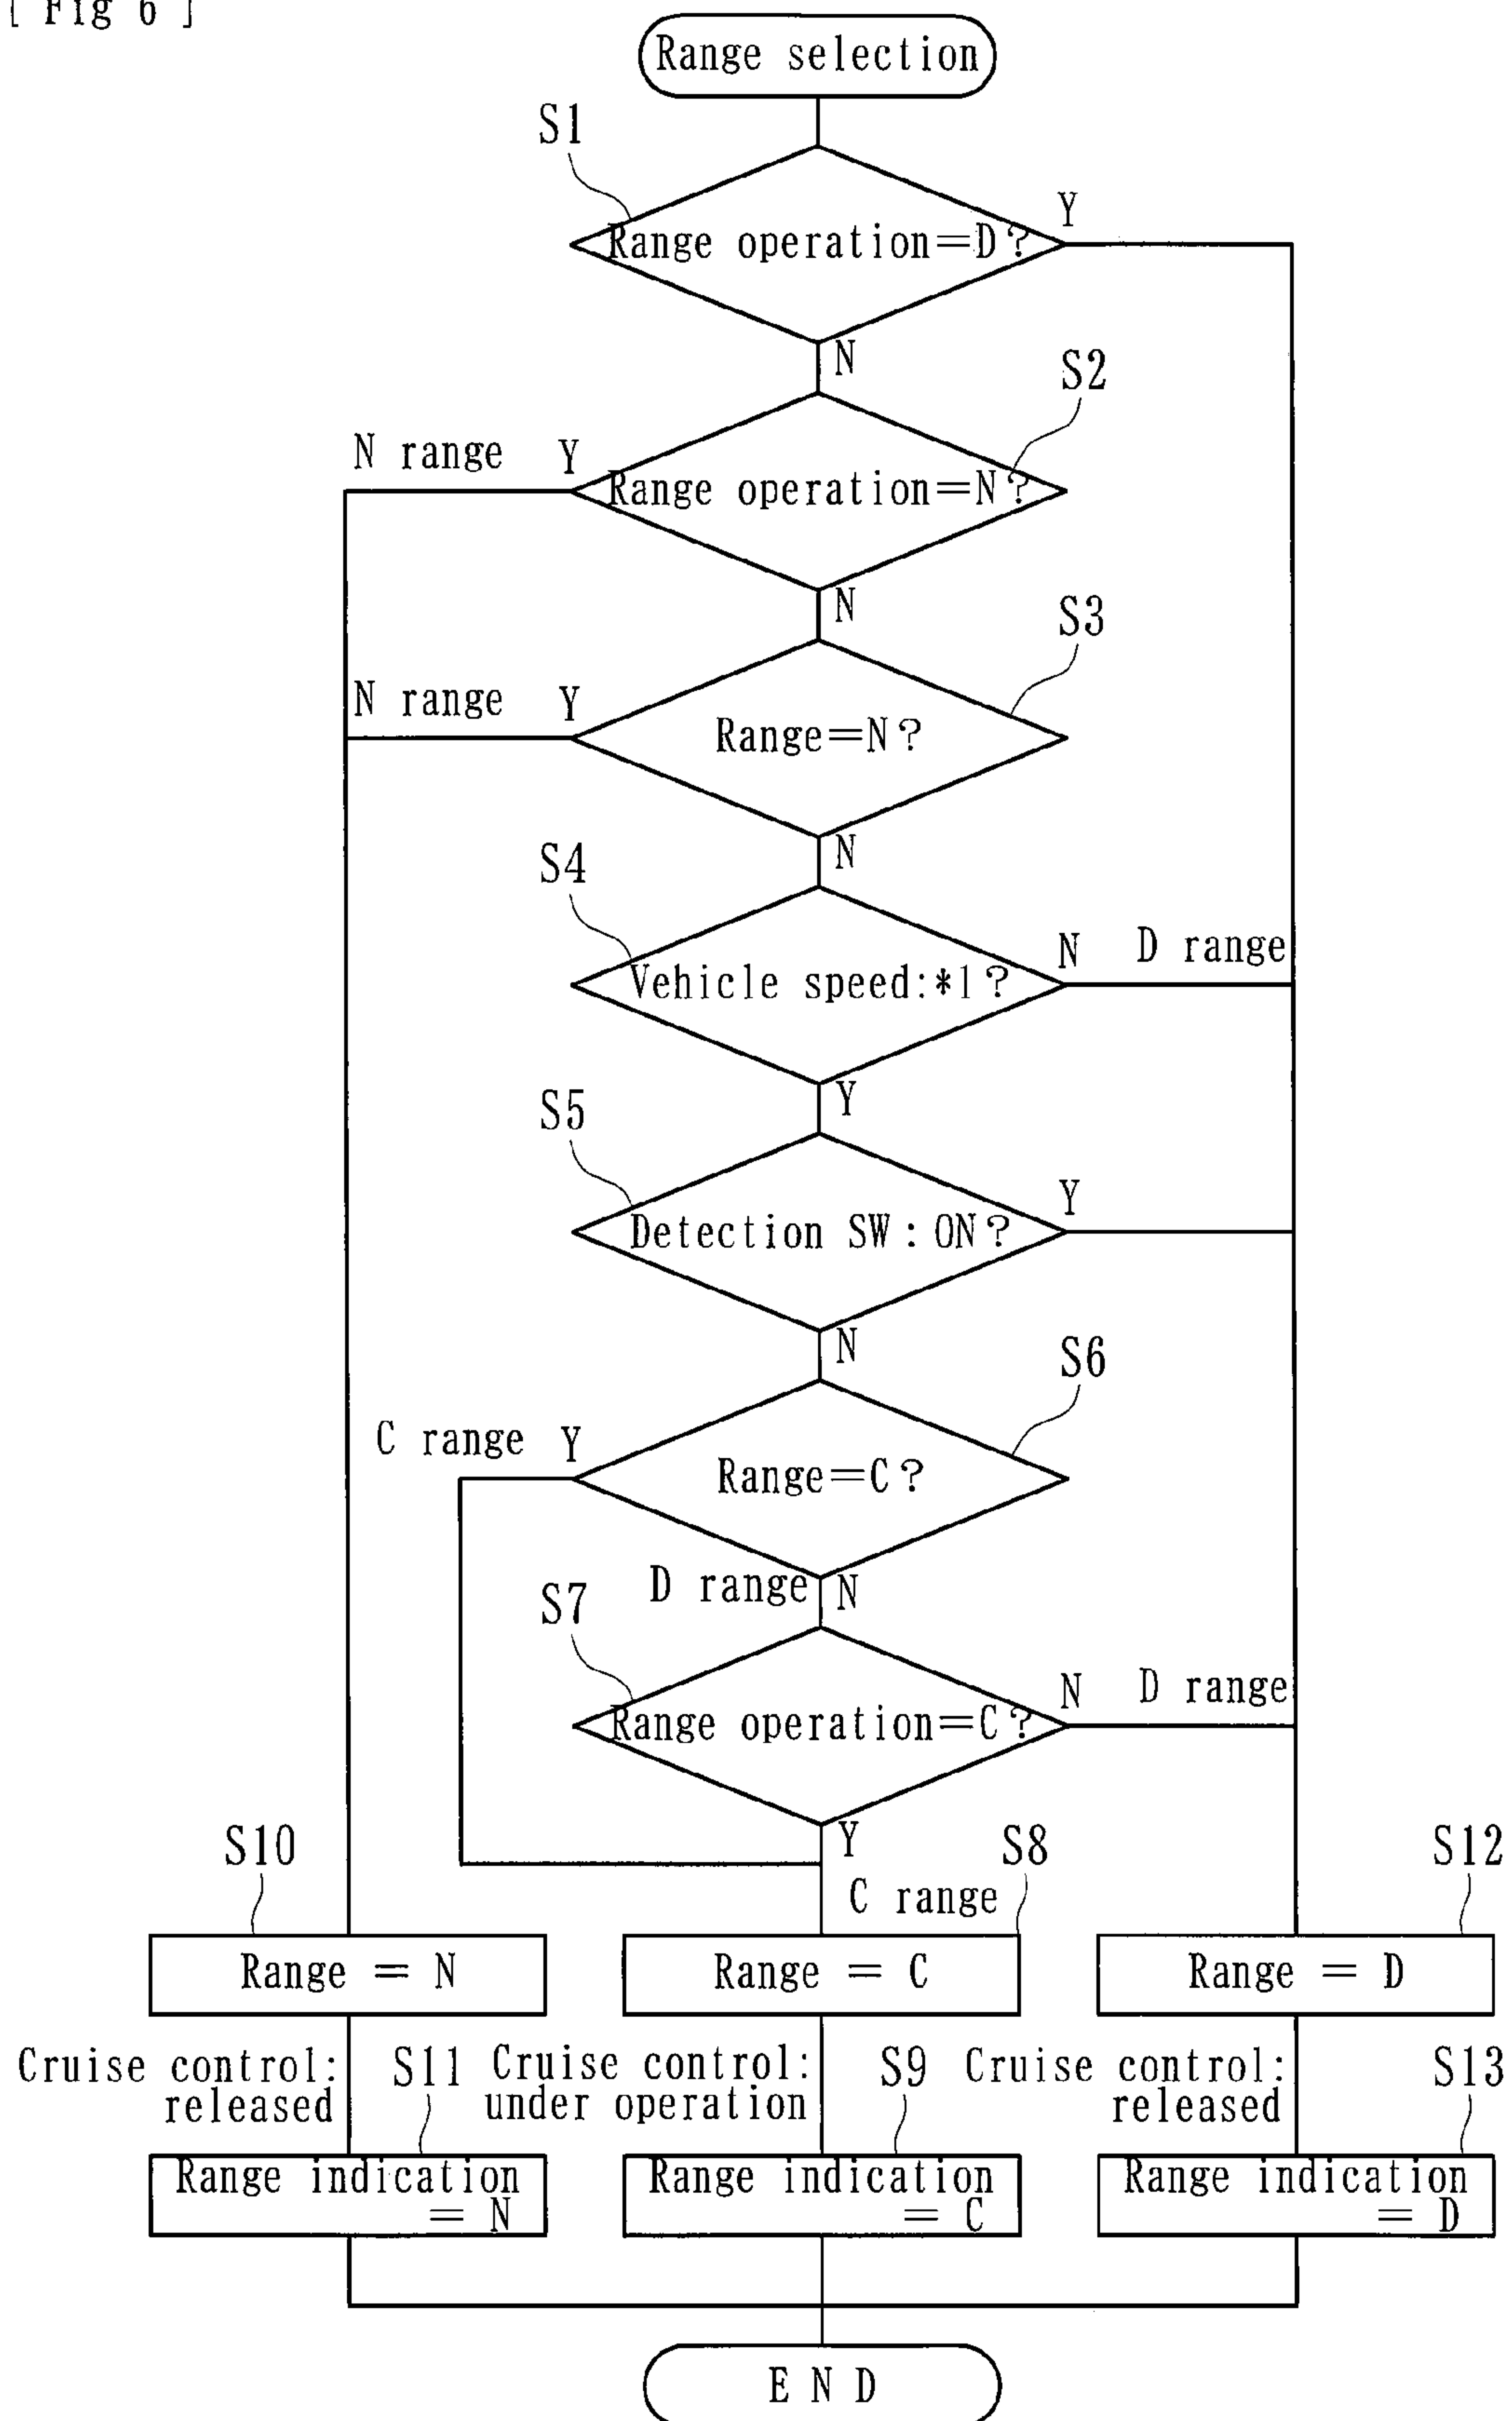 [ Fig 6 ]
Range selection
S1
Range operation=D?
Y
N
S2
N range Y
Range operation=N?
N
S3
N range Y
Range=N?
N
S4
Vehicle speed:*1?
N D range
Y
S5
Detection SW:ON?
Y
N
S6
C range Y
Range=C?
D range N
S7
Range operation=C?
N D range
Y
C range
S10
S8
S12
Range = N
Range = C
Range = D
Cruise control:
released
S11
Cruise control:
under operation
S9
Cruise control:
released
S13
Range indication
= N
Range indication
= C
Range indication
= D
END